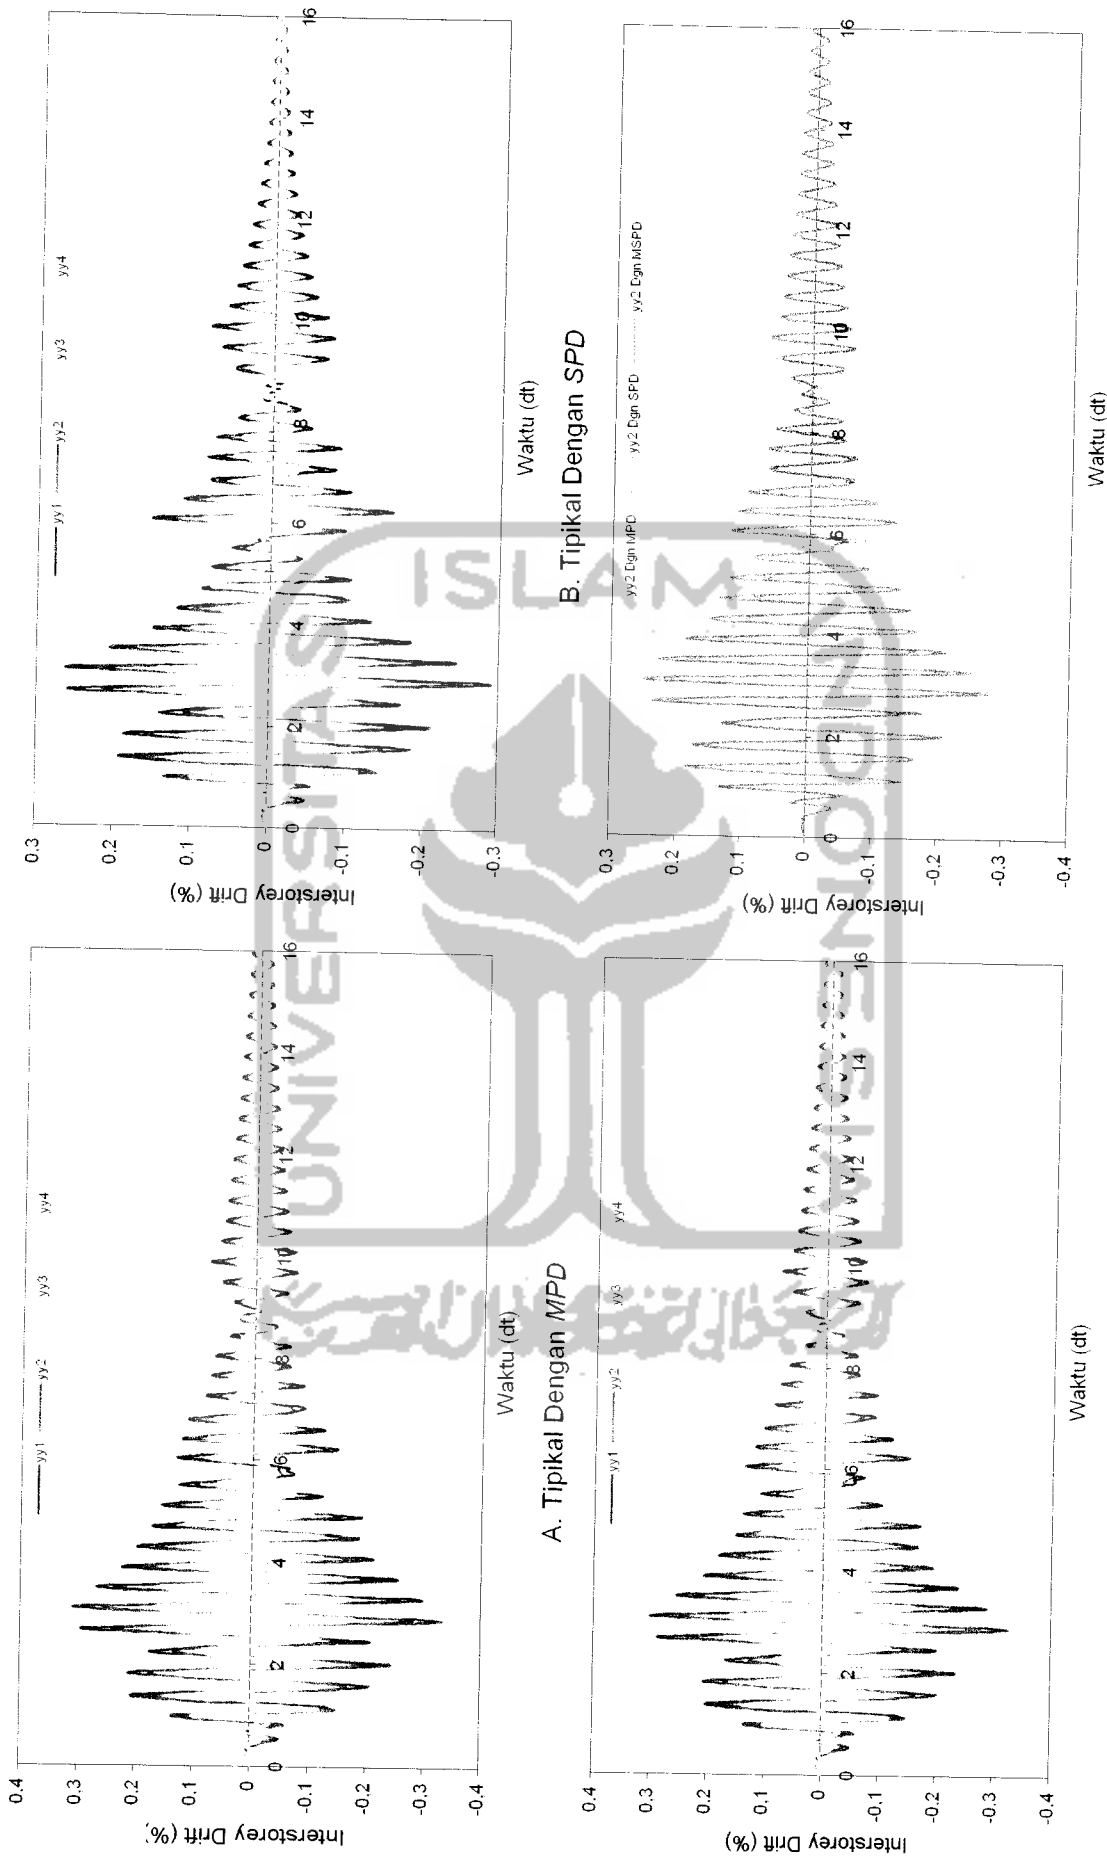 yy1 yy2 yy3 yy4
0.4
0.3
0.2
0.1
0
-0.1
-0.2
-0.3
-0.4
Interstorey Drift (%)
0 2 4 6 8 10 12 14 16
Waktu (dt)
A. Tipikal Dengan MPD
yy1 yy2 yy3 yy4
0.3
0.2
0.1
0
-0.1
-0.2
-0.3
Interstorey Drift (%)
0 2 4 6 8 10 12 14 16
Waktu (dt)
B. Tipikal Dengan SPD
yy1 yy2 yy3 yy4
0.4
0.3
0.2
0.1
0
-0.1
-0.2
-0.3
-0.4
Interstorey Drift (%)
0 2 4 6 8 10 12 14 16
Waktu (dt)
yy2 Dgn MPD yy2 Dgn SPD yy2 Dgn MSPD
0.3
0.2
0.1
0
-0.1
-0.2
-0.3
-0.4
Interstorey Drift (%)
0 2 4 6 8 10 12 14 16
Waktu (dt)
UNIVERSITAS
ISLAM
INDONESIA